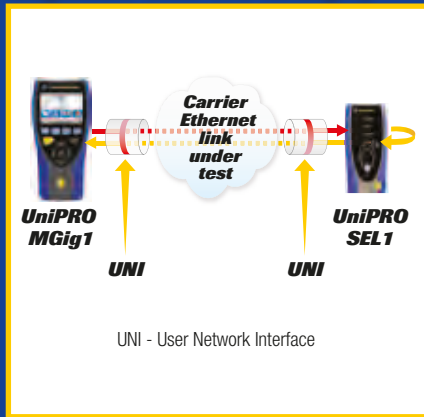 Carrier
Ethernet
link
under
test
UniPRO
MGig1
UniPRO
SEL1
UNI
UNI
UNI - User Network Interface